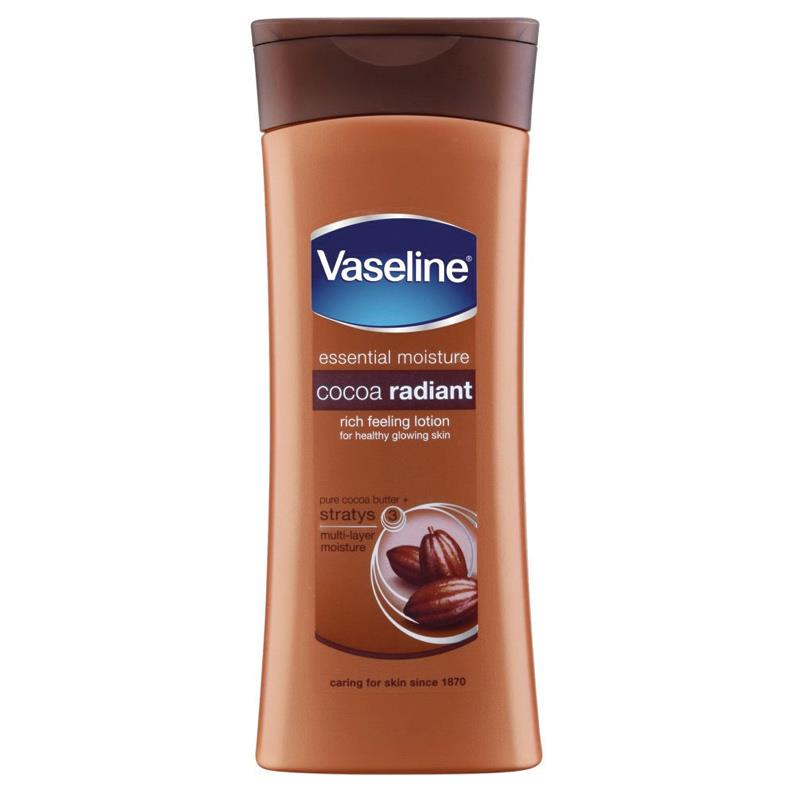 Vaseline®
essential moisture
cocoa radiant
rich feeling lotion
for healthy glowing skin
pure cocoa butter +
stratys 3
multi-layer
moisture
caring for skin since 1870